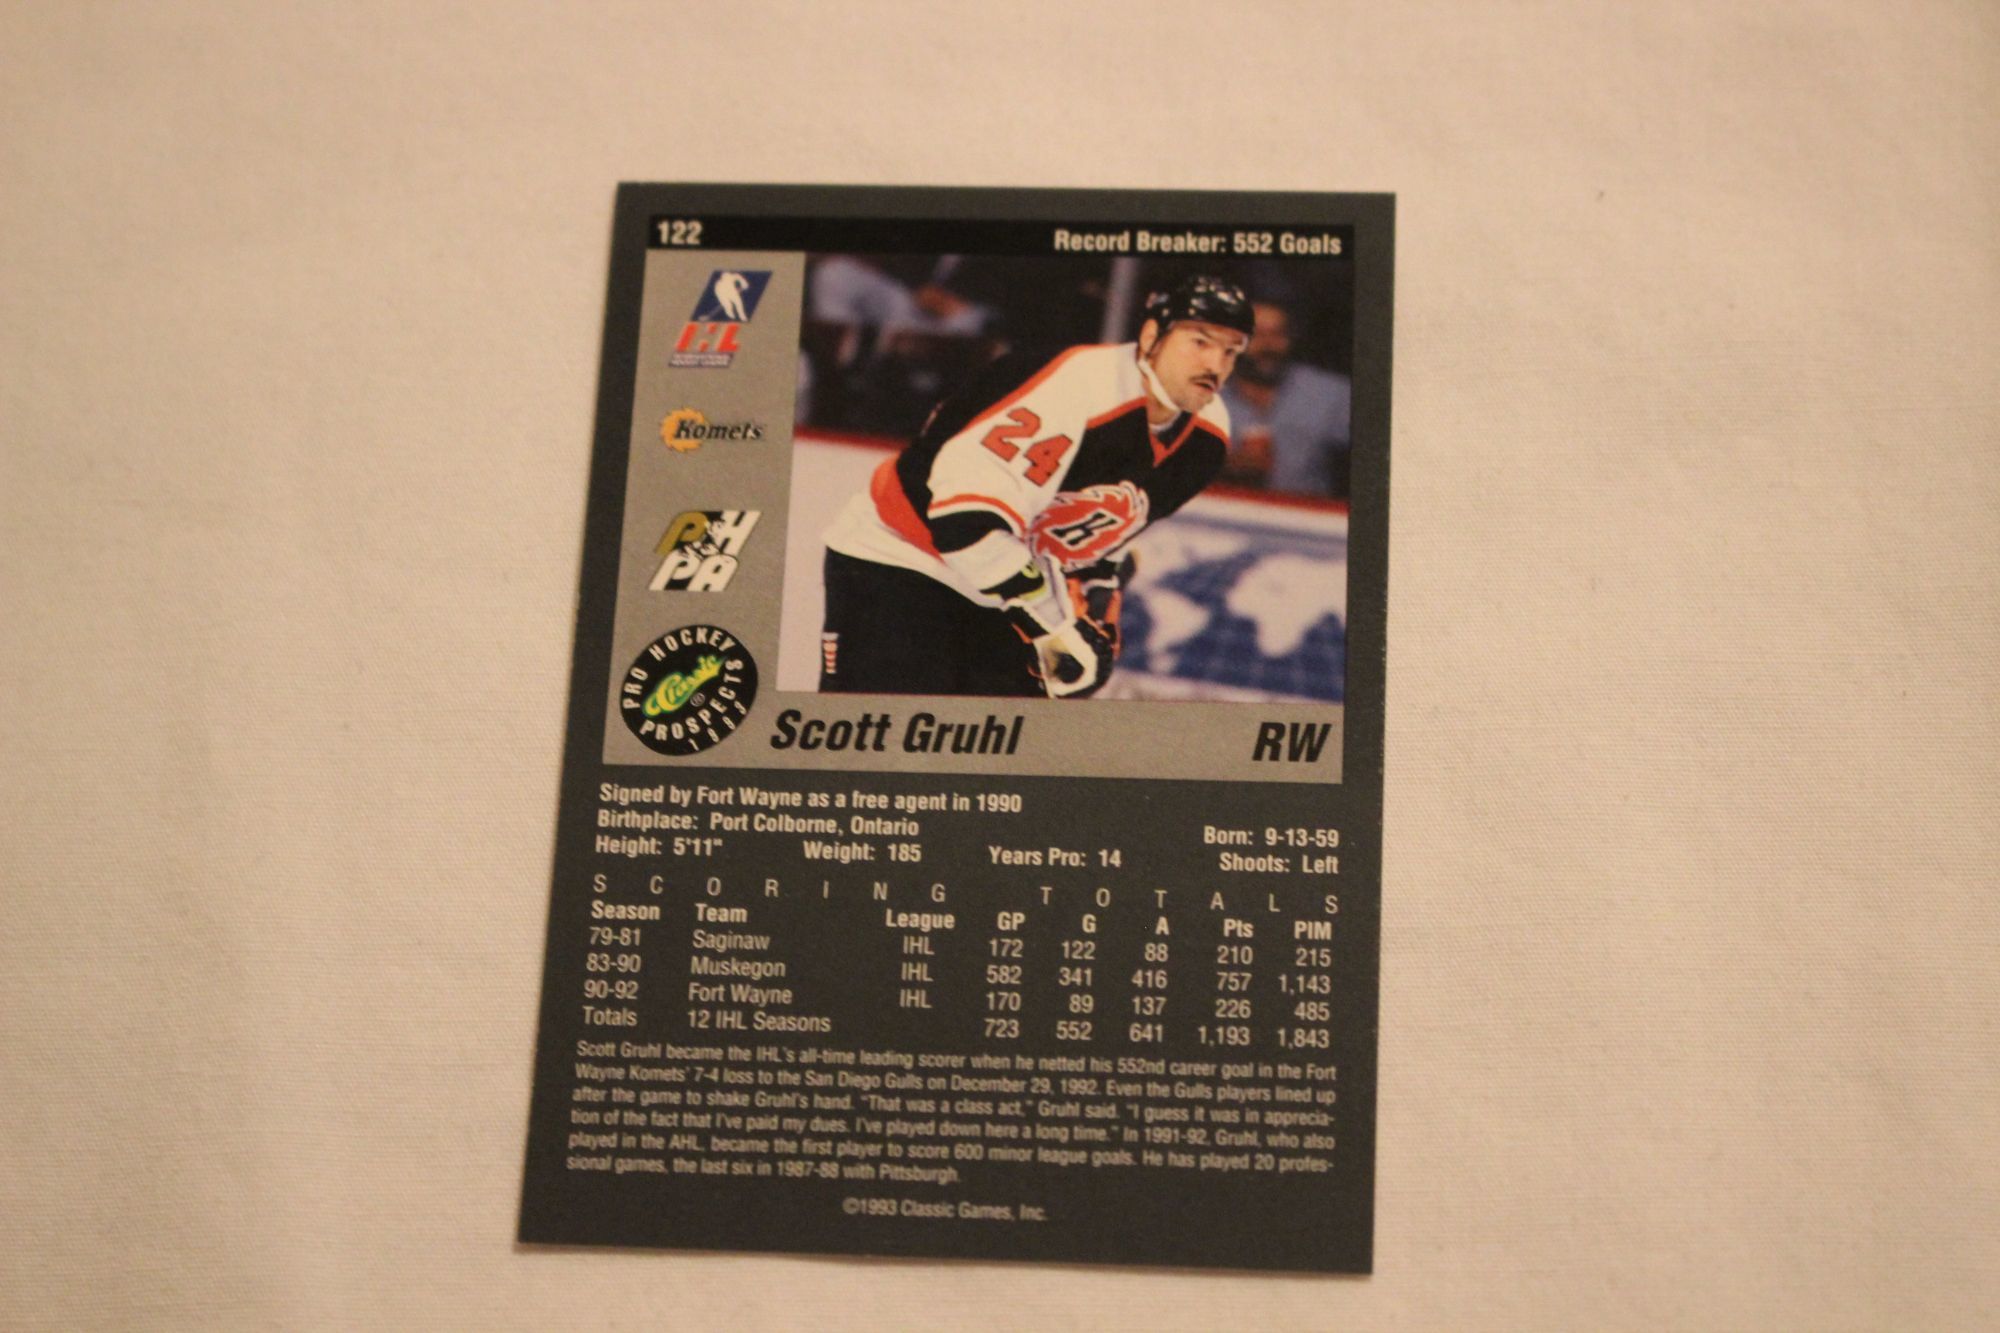 122
Record Breaker: 552 Goals
IHL
INTERNATIONAL
HOCKEY LEAGUE
24
Komets
K
PH
PA
PRO HOCKEY
Classic ®
PROSPECTS
1993
Scott Gruhl
RW
Signed by Fort Wayne as a free agent in 1990
Birthplace: Port Colborne, Ontario Born: 9-13-59
Height: 5'11" Weight: 185 Years Pro: 14 Shoots: Left
SCORING TOTALS
Season Team League GP G A Pts PIM
79-81 Saginaw IHL 172 122 88 210 215
83-90 Muskegon IHL 582 341 416 757 1,143
90-92 Fort Wayne IHL 170 89 137 226 485
Totals 12 IHL Seasons 723 552 641 1,193 1,843
Scott Gruhl became the IHL's all-time leading scorer when he netted his 552nd career goal in the Fort
Wayne Komets' 7-4 loss to the San Diego Gulls on December 29, 1992. Even the Gulls players lined up
after the game to shake Gruhl's hand. "That was a class act," Gruhl said. "I guess it was in apprecia-
tion of the fact that I've paid my dues. I've played down here a long time." In 1991-92, Gruhl, who also
played in the AHL, became the first player to score 600 minor league goals. He has played 20 profes-
sional games, the last six in 1987-88 with Pittsburgh.
©1993 Classic Games, Inc.